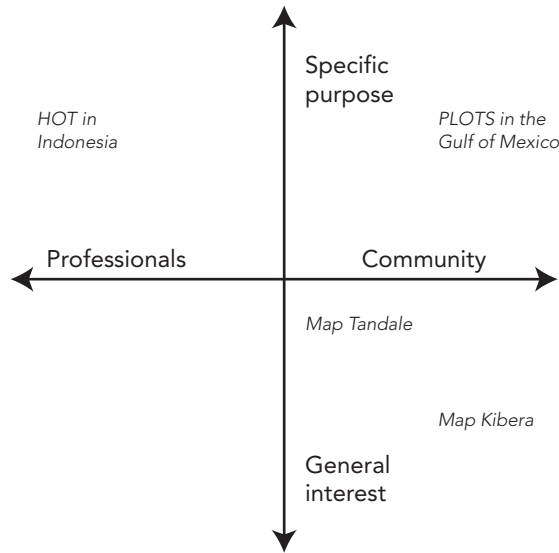 Specific
purpose
HOT in
Indonesia
PLOTS in the
Gulf of Mexico
Professionals
Community
Map Tandale
Map Kibera
General
interest